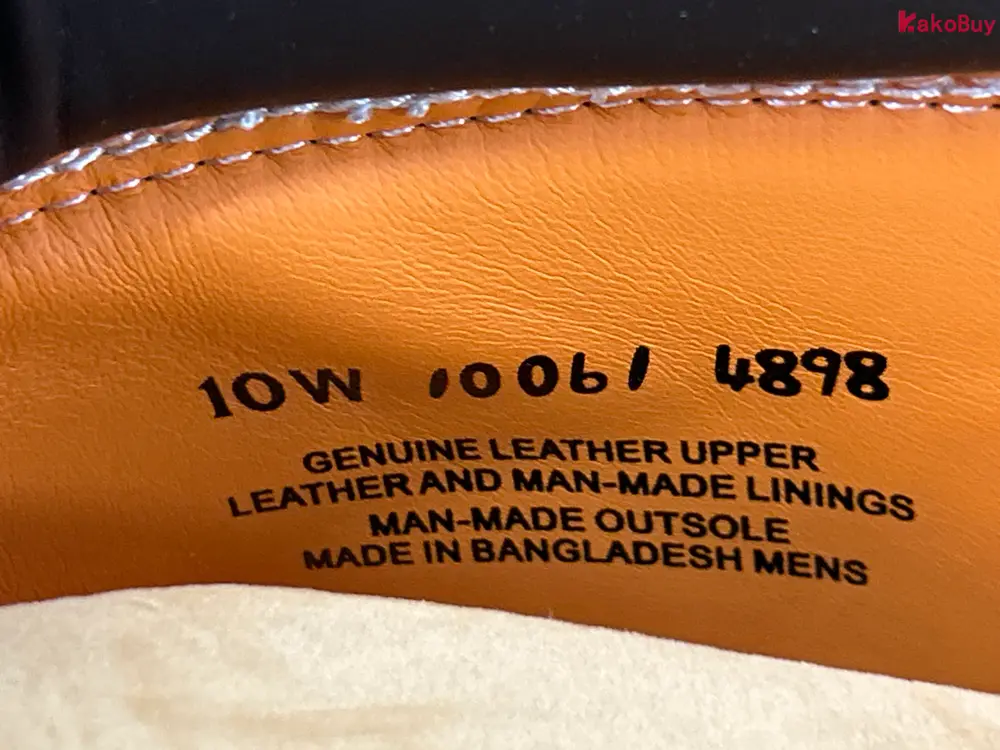 KakoBuy
10W 10061 4898
GENUINE LEATHER UPPER
LEATHER AND MAN-MADE LININGS
MAN-MADE OUTSOLE
MADE IN BANGLADESH MENS